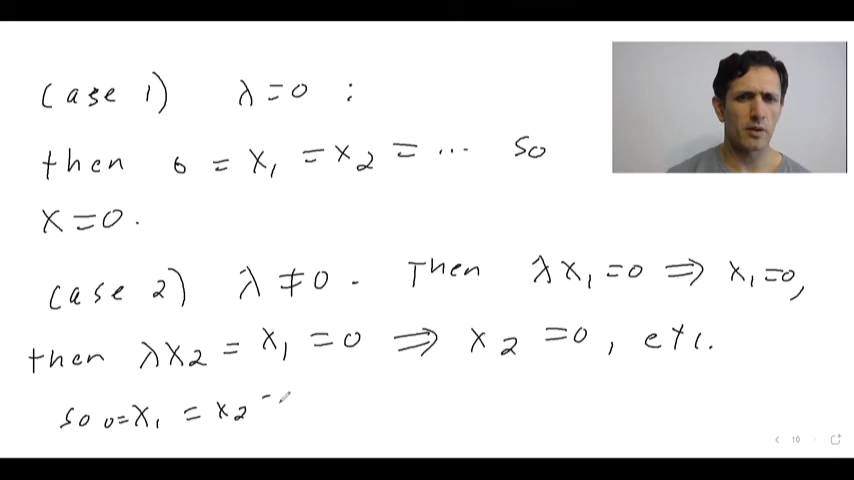 Case 1) λ = 0 :
then 0 = x₁ = x₂ = ... so
x = 0.
Case 2) λ ≠ 0. Then λx₁ = 0 ⇒ x₁ = 0,
then λx₂ = x₁ = 0 ⇒ x₂ = 0, etc.
So 0 = x₁ = x₂ =
10